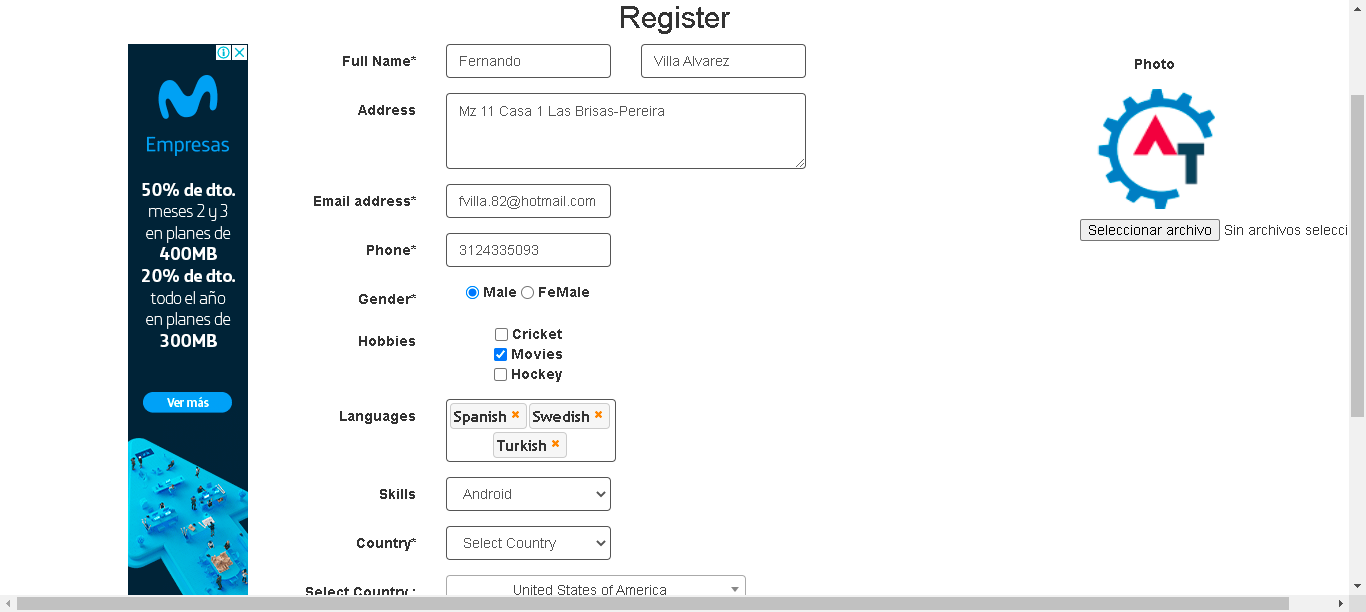 Register
Empresas
50% de dto.
meses 2 y 3
en planes de
400MB
20% de dto.
todo el año
en planes de
300MB
Ver más
Full Name* Fernando Villa Alvarez
Address Mz 11 Casa 1 Las Brisas-Pereira
Email address* fvilla.82@hotmail.com
Phone* 3124335093
Gender* Male FeMale
Hobbies Cricket
Movies
Hockey
Languages Spanish Swedish
Turkish
Skills Android
Country* Select Country
Select Country : United States of America
Photo
AT
Seleccionar archivo Sin archivos selecci